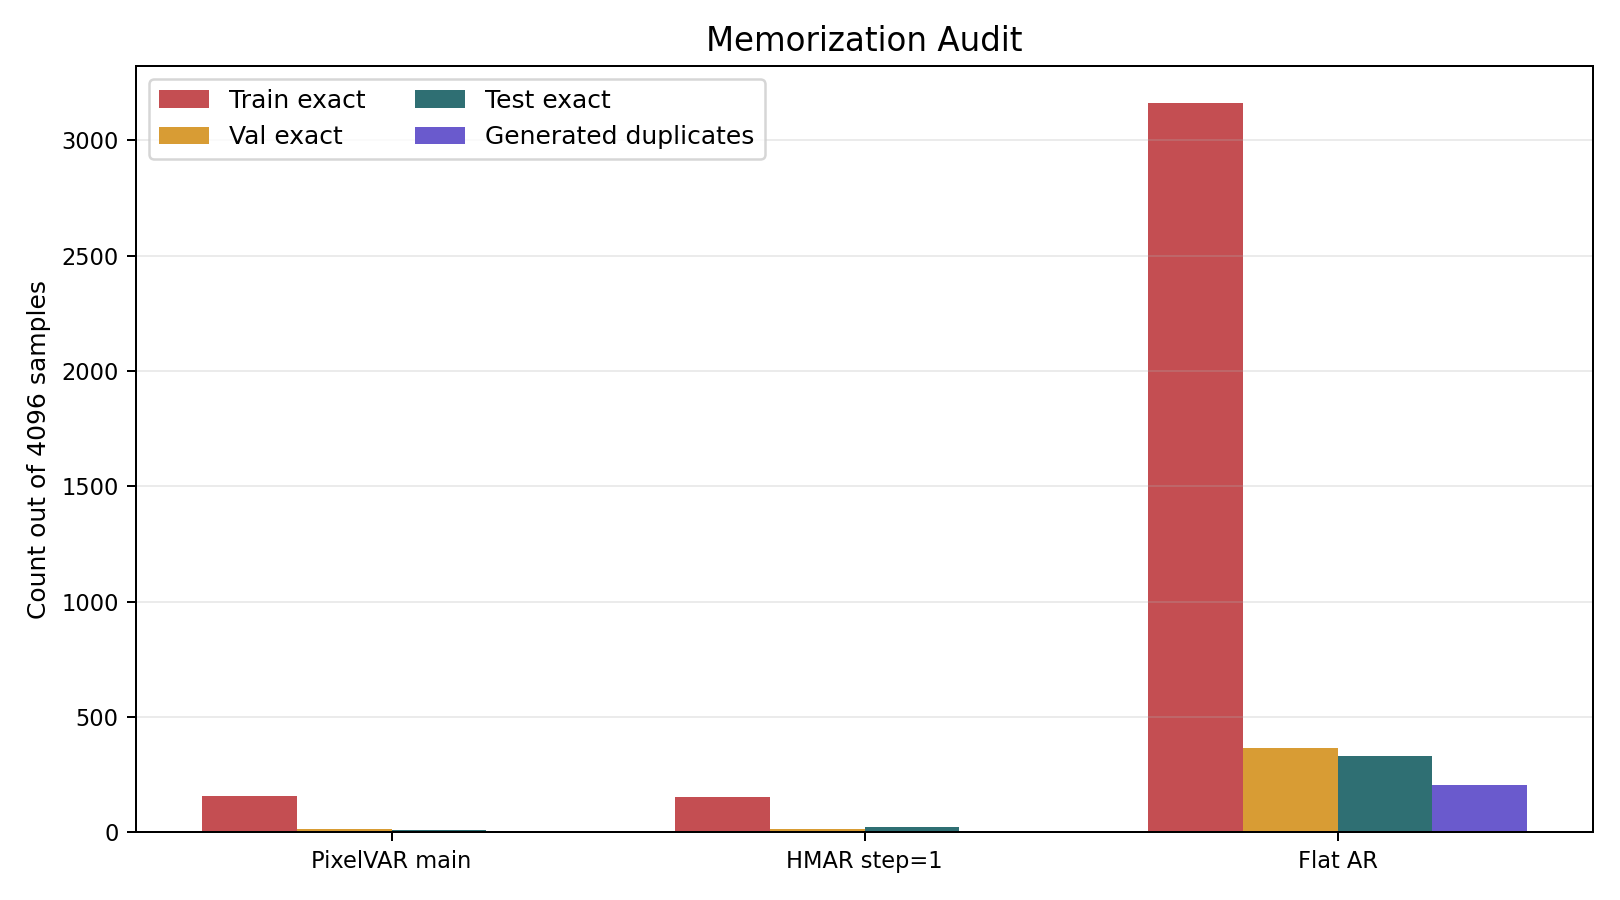 Memorization Audit
Train exact
Val exact
Test exact
Generated duplicates
Count out of 4096 samples
3000
2500
2000
1500
1000
500
0
PixelVAR main
HMAR step=1
Flat AR